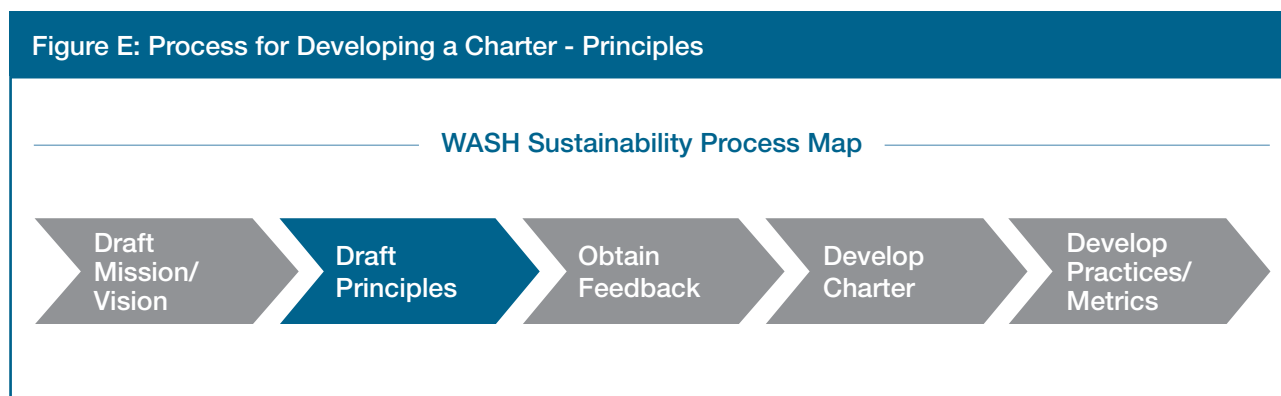 Figure E: Process for Developing a Charter - Principles
WASH Sustainability Process Map
Draft
Mission/
Vision
Draft
Principles
Obtain
Feedback
Develop
Charter
Develop
Practices/
Metrics